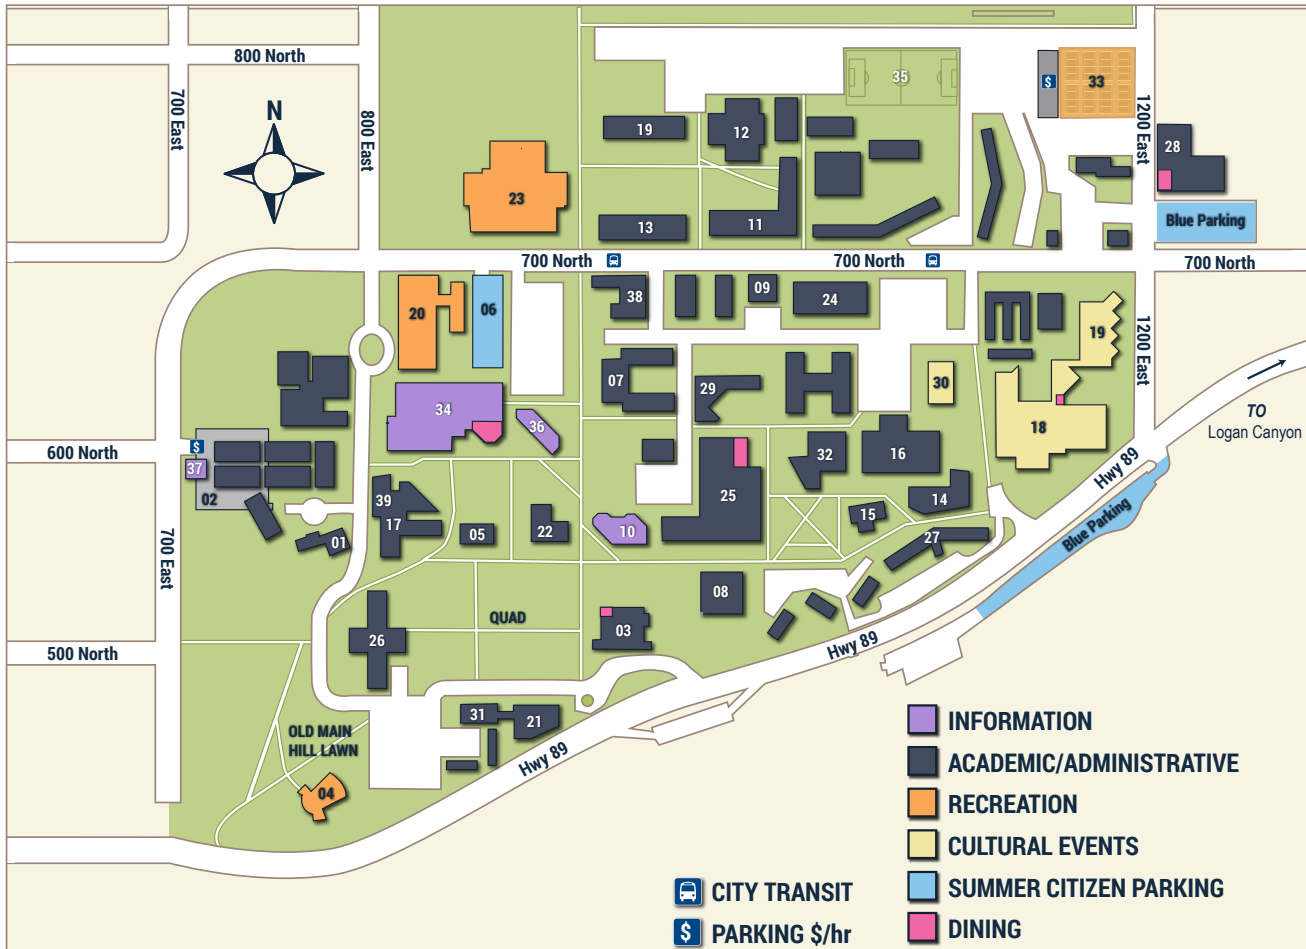 800 North
N
700 East
800 East
35
$
33
1200 East
19
12
28
23
13
11
Blue Parking
700 North
700 North
700 North
20
06
38
09
24
19
1200 East
07
29
30
34
36
TO
Logan Canyon
18
600 North
$
37
02
32
16
Hwy 89
25
39
17
14
15
05
22
10
27
Blue Parking
01
700 East
08
QUAD
03
26
Hwy 89
500 North
31
21
OLD MAIN
HILL LAWN
Hwy 89
04
INFORMATION
ACADEMIC/ADMINISTRATIVE
RECREATION
CULTURAL EVENTS
CITY TRANSIT
SUMMER CITIZEN PARKING
$
PARKING $/hr
DINING